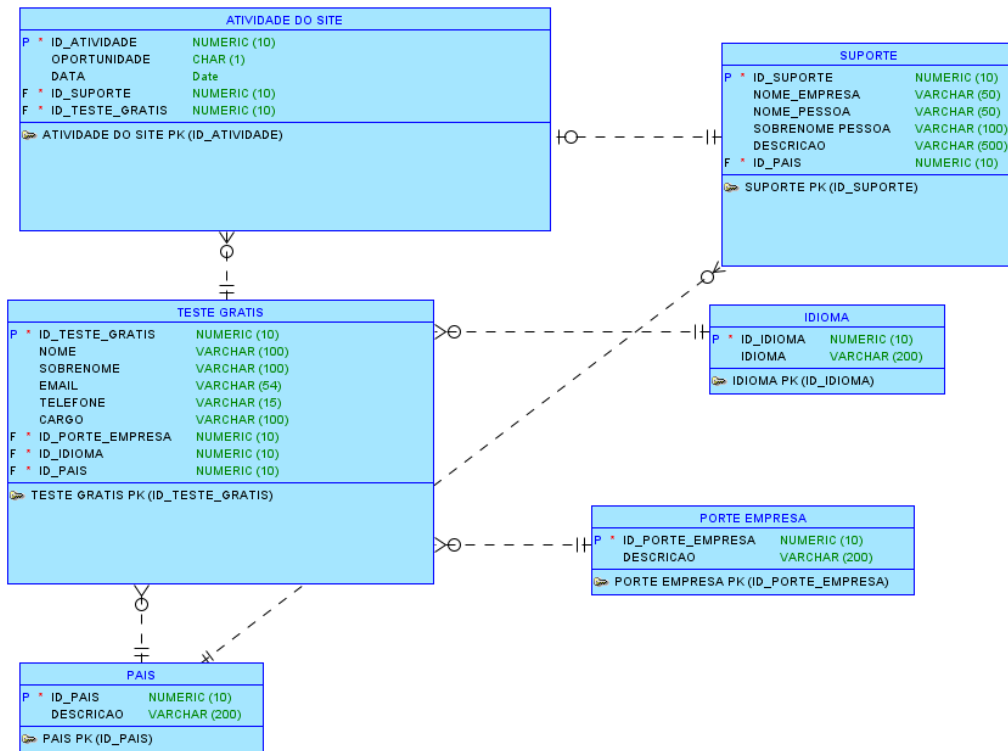 ATIVIDADE DO SITE
P * ID_ATIVIDADE NUMERIC (10)
OPORTUNIDADE CHAR (1)
DATA Date
F * ID_SUPORTE NUMERIC (10)
F * ID_TESTE_GRATIS NUMERIC (10)
ATIVIDADE DO SITE PK (ID_ATIVIDADE)
SUPORTE
P * ID_SUPORTE NUMERIC (10)
NOME_EMPRESA VARCHAR (50)
NOME_PESSOA VARCHAR (50)
SOBRENOME PESSOA VARCHAR (100)
DESCRICAO VARCHAR (500)
F * ID_PAIS NUMERIC (10)
SUPORTE PK (ID_SUPORTE)
TESTE GRATIS
P * ID_TESTE_GRATIS NUMERIC (10)
NOME VARCHAR (100)
SOBRENOME VARCHAR (100)
EMAIL VARCHAR (54)
TELEFONE VARCHAR (15)
CARGO VARCHAR (100)
F * ID_PORTE_EMPRESA NUMERIC (10)
F * ID_IDIOMA NUMERIC (10)
F * ID_PAIS NUMERIC (10)
TESTE GRATIS PK (ID_TESTE_GRATIS)
IDIOMA
P * ID_IDIOMA NUMERIC (10)
IDIOMA VARCHAR (200)
IDIOMA PK (ID_IDIOMA)
PORTE EMPRESA
P * ID_PORTE_EMPRESA NUMERIC (10)
DESCRICAO VARCHAR (200)
PORTE EMPRESA PK (ID_PORTE_EMPRESA)
PAIS
P * ID_PAIS NUMERIC (10)
DESCRICAO VARCHAR (200)
PAIS PK (ID_PAIS)